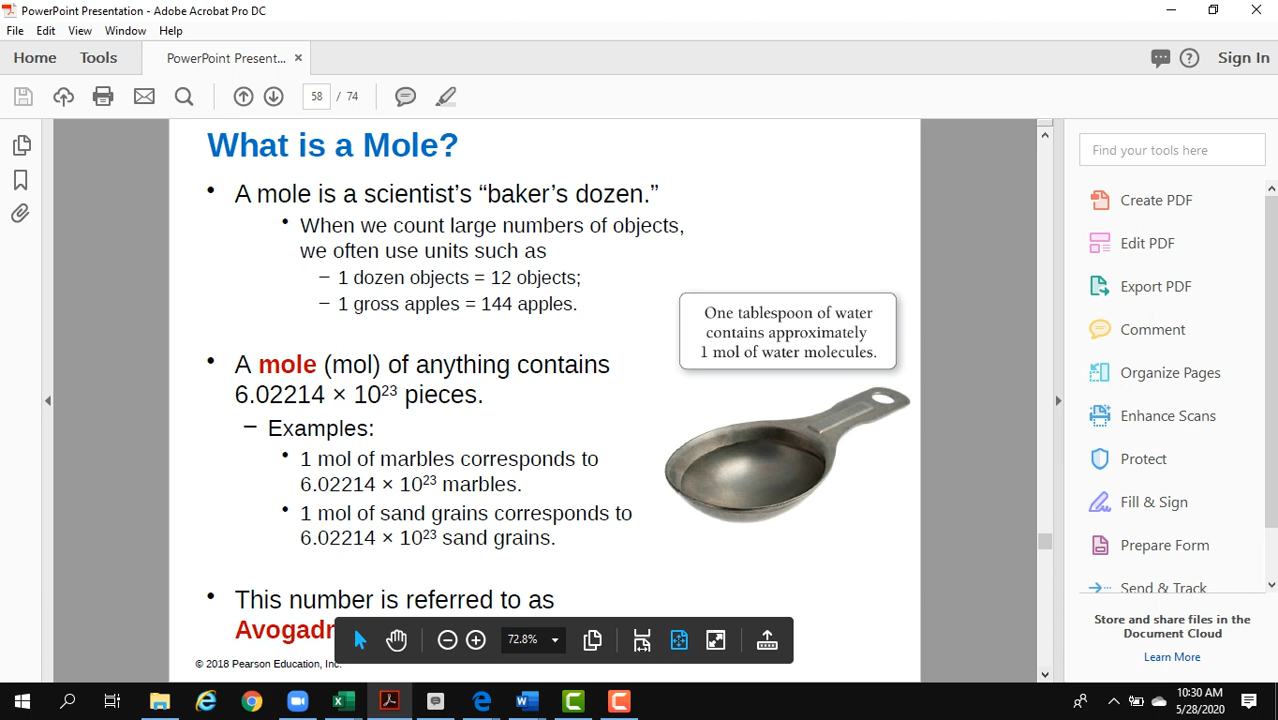 PowerPoint Presentation - Adobe Acrobat Pro DC
File Edit View Window Help
Home Tools PowerPoint Present... × Sign In
58 / 74
What is a Mole?
• A mole is a scientist’s “baker’s dozen.”
• When we count large numbers of objects,
we often use units such as
– 1 dozen objects = 12 objects;
– 1 gross apples = 144 apples.
One tablespoon of water
contains approximately
1 mol of water molecules.
• A mole (mol) of anything contains
6.02214 × 10²³ pieces.
– Examples:
• 1 mol of marbles corresponds to
6.02214 × 10²³ marbles.
• 1 mol of sand grains corresponds to
6.02214 × 10²³ sand grains.
• This number is referred to as
72.8%
© 2018 Pearson Education, Inc.
Find your tools here
Create PDF
Edit PDF
Export PDF
Comment
Organize Pages
Enhance Scans
Protect
Fill & Sign
Prepare Form
Send & Track
Store and share files in the
Document Cloud
Learn More
10:30 AM
5/28/2020